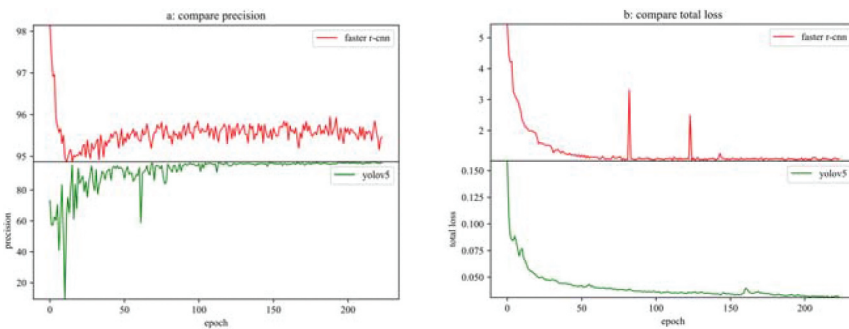 a: compare precision
98
97
96
95
faster r-cnn
80
60
40
20
precision
yolov5
0
50
100
150
200
epoch
b: compare total loss
5
4
3
2
faster r-cnn
0.150
0.125
0.100
0.075
0.050
total loss
yolov5
0
50
100
150
200
epoch